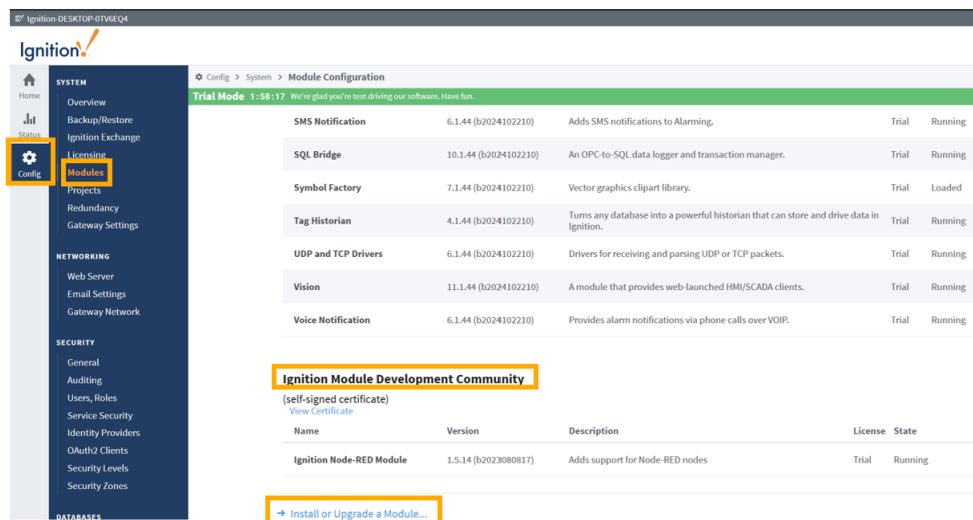 Ignition-DESKTOP-0TV6EQ4
Ignition!
Home
Status
Config
SYSTEM
Overview
Backup/Restore
Ignition Exchange
Licensing
Modules
Projects
Redundancy
Gateway Settings
NETWORKING
Web Server
Email Settings
Gateway Network
SECURITY
General
Auditing
Users, Roles
Service Security
Identity Providers
OAuth2 Clients
Security Levels
Security Zones
DATABASES
Config > System > Module Configuration
Trial Mode 1:58:17 We're glad you're test driving our software. Have fun.
SMS Notification 6.1.44 (b2024102210) Adds SMS notifications to Alarming. Trial Running
SQL Bridge 10.1.44 (b2024102210) An OPC-to-SQL data logger and transaction manager. Trial Running
Symbol Factory 7.1.44 (b2024102210) Vector graphics clipart library. Trial Loaded
Tag Historian 4.1.44 (b2024102210) Turns any database into a powerful historian that can store and drive data in Trial Running
Ignition.
UDP and TCP Drivers 6.1.44 (b2024102210) Drivers for receiving and parsing UDP or TCP packets. Trial Running
Vision 11.1.44 (b2024102210) A module that provides web-launched HMI/SCADA clients. Trial Running
Voice Notification 6.1.44 (b2024102210) Provides alarm notifications via phone calls over VOIP. Trial Running
Ignition Module Development Community
(self-signed certificate)
View Certificate
Name Version Description License State
Ignition Node-RED Module 1.5.14 (b2023080817) Adds support for Node-RED nodes Trial Running
→ Install or Upgrade a Module...